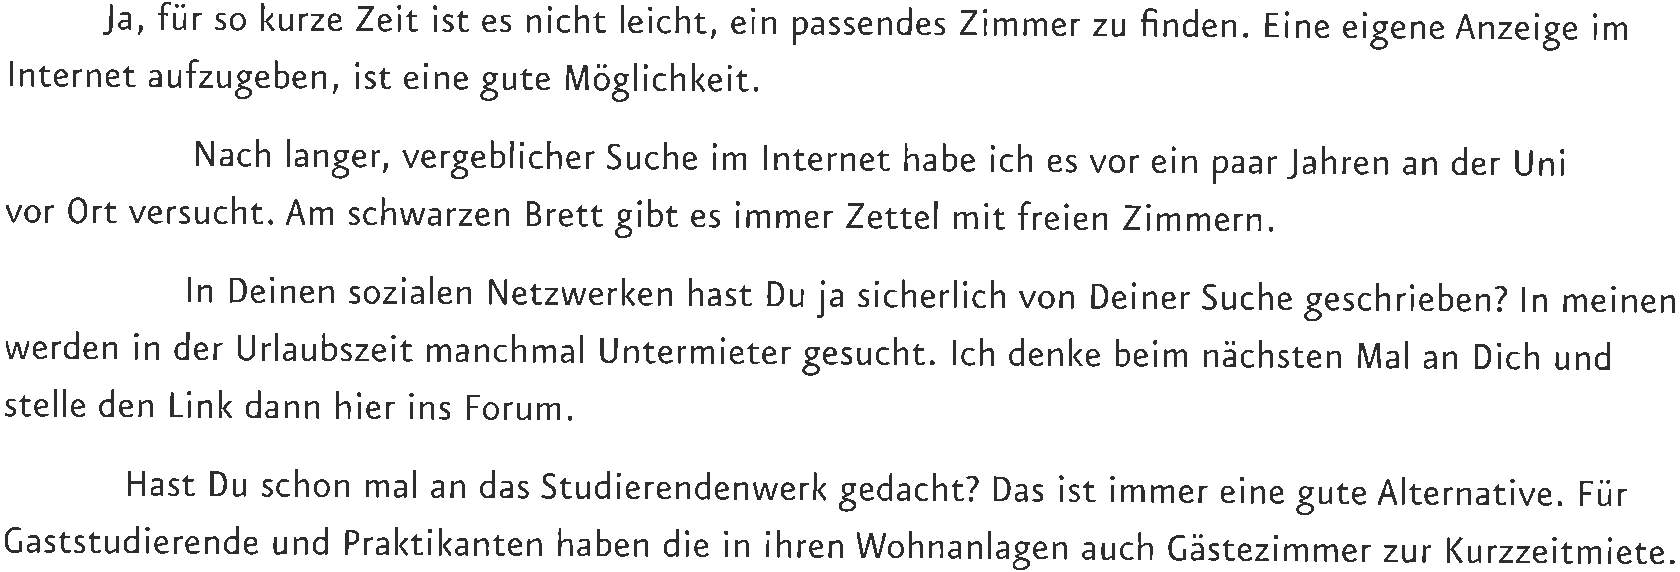 Ja, für so kurze Zeit ist es nicht leicht, ein passendes Zimmer zu finden. Eine eigene Anzeige im
Internet aufzugeben, ist eine gute Möglichkeit.
Nach langer, vergeblicher Suche im Internet habe ich es vor ein paar Jahren an der Uni
vor Ort versucht. Am schwarzen Brett gibt es immer Zettel mit freien Zimmern.
In Deinen sozialen Netzwerken hast Du ja sicherlich von Deiner Suche geschrieben? In meinen
werden in der Urlaubszeit manchmal Untermieter gesucht. Ich denke beim nächsten Mal an Dich und
stelle den Link dann hier ins Forum.
Hast Du schon mal an das Studierendenwerk gedacht? Das ist immer eine gute Alternative. Für
Gaststudierende und Praktikanten haben die in ihren Wohnanlagen auch Gästezimmer zur Kurzzeitmiete.